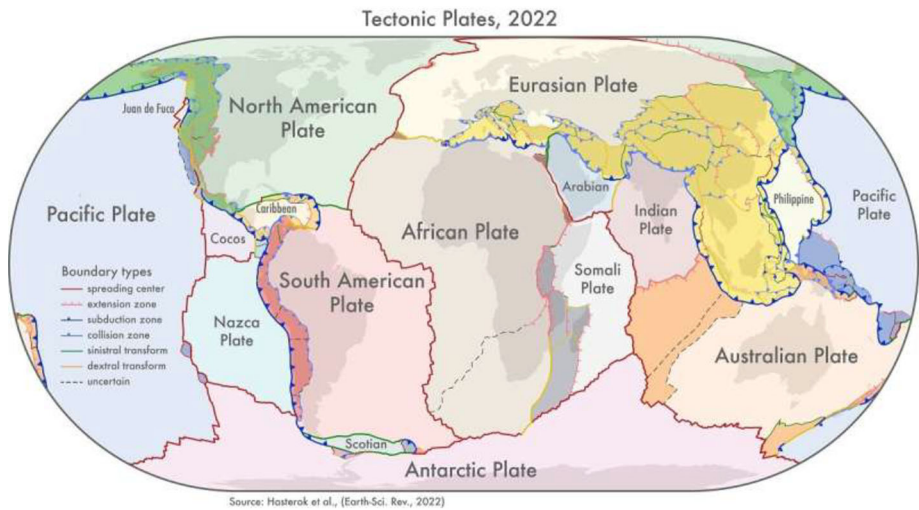 Tectonic Plates, 2022
Eurasian Plate
North American
Plate
Juan de Fuca
Arabian
Pacific Plate
Caribbean
African Plate
Indian
Plate
Philippine
Pacific
Plate
Cocos
South American
Plate
Somali
Plate
Nazca
Plate
Australian Plate
Boundary types
spreading center
extension zone
subduction zone
collision zone
sinistral transform
dextral transform
uncertain
Scotian
Antarctic Plate
Source: Hasterok et al., (Earth-Sci. Rev., 2022)